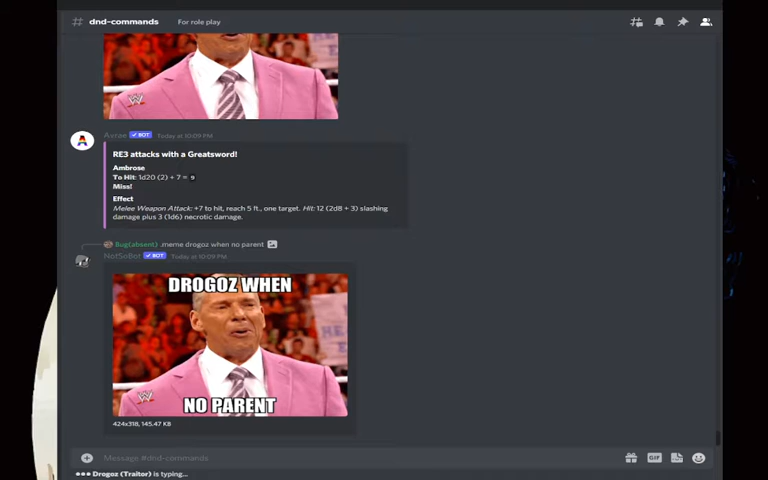 # dnd-commands For role play
W
A
Avrae ✓ BOT Today at 10:09 PM
RE3 attacks with a Greatsword!
Ambrose
To Hit: 1d20 (2) + 7 = 9
Miss!
Effect
Melee Weapon Attack: +7 to hit, reach 5 ft., one target. Hit: 12 (2d8 + 3) slashing
damage plus 3 (1d6) necrotic damage.
Bug(absent) .meme drogoz when no parent
NotSoBot ✓ BOT Today at 10:09 PM
DROGOZ WHEN
W
NO PARENT
424x318, 145.47 KB
Message #dnd-commands
GIF
Drogoz (Traitor) is typing...